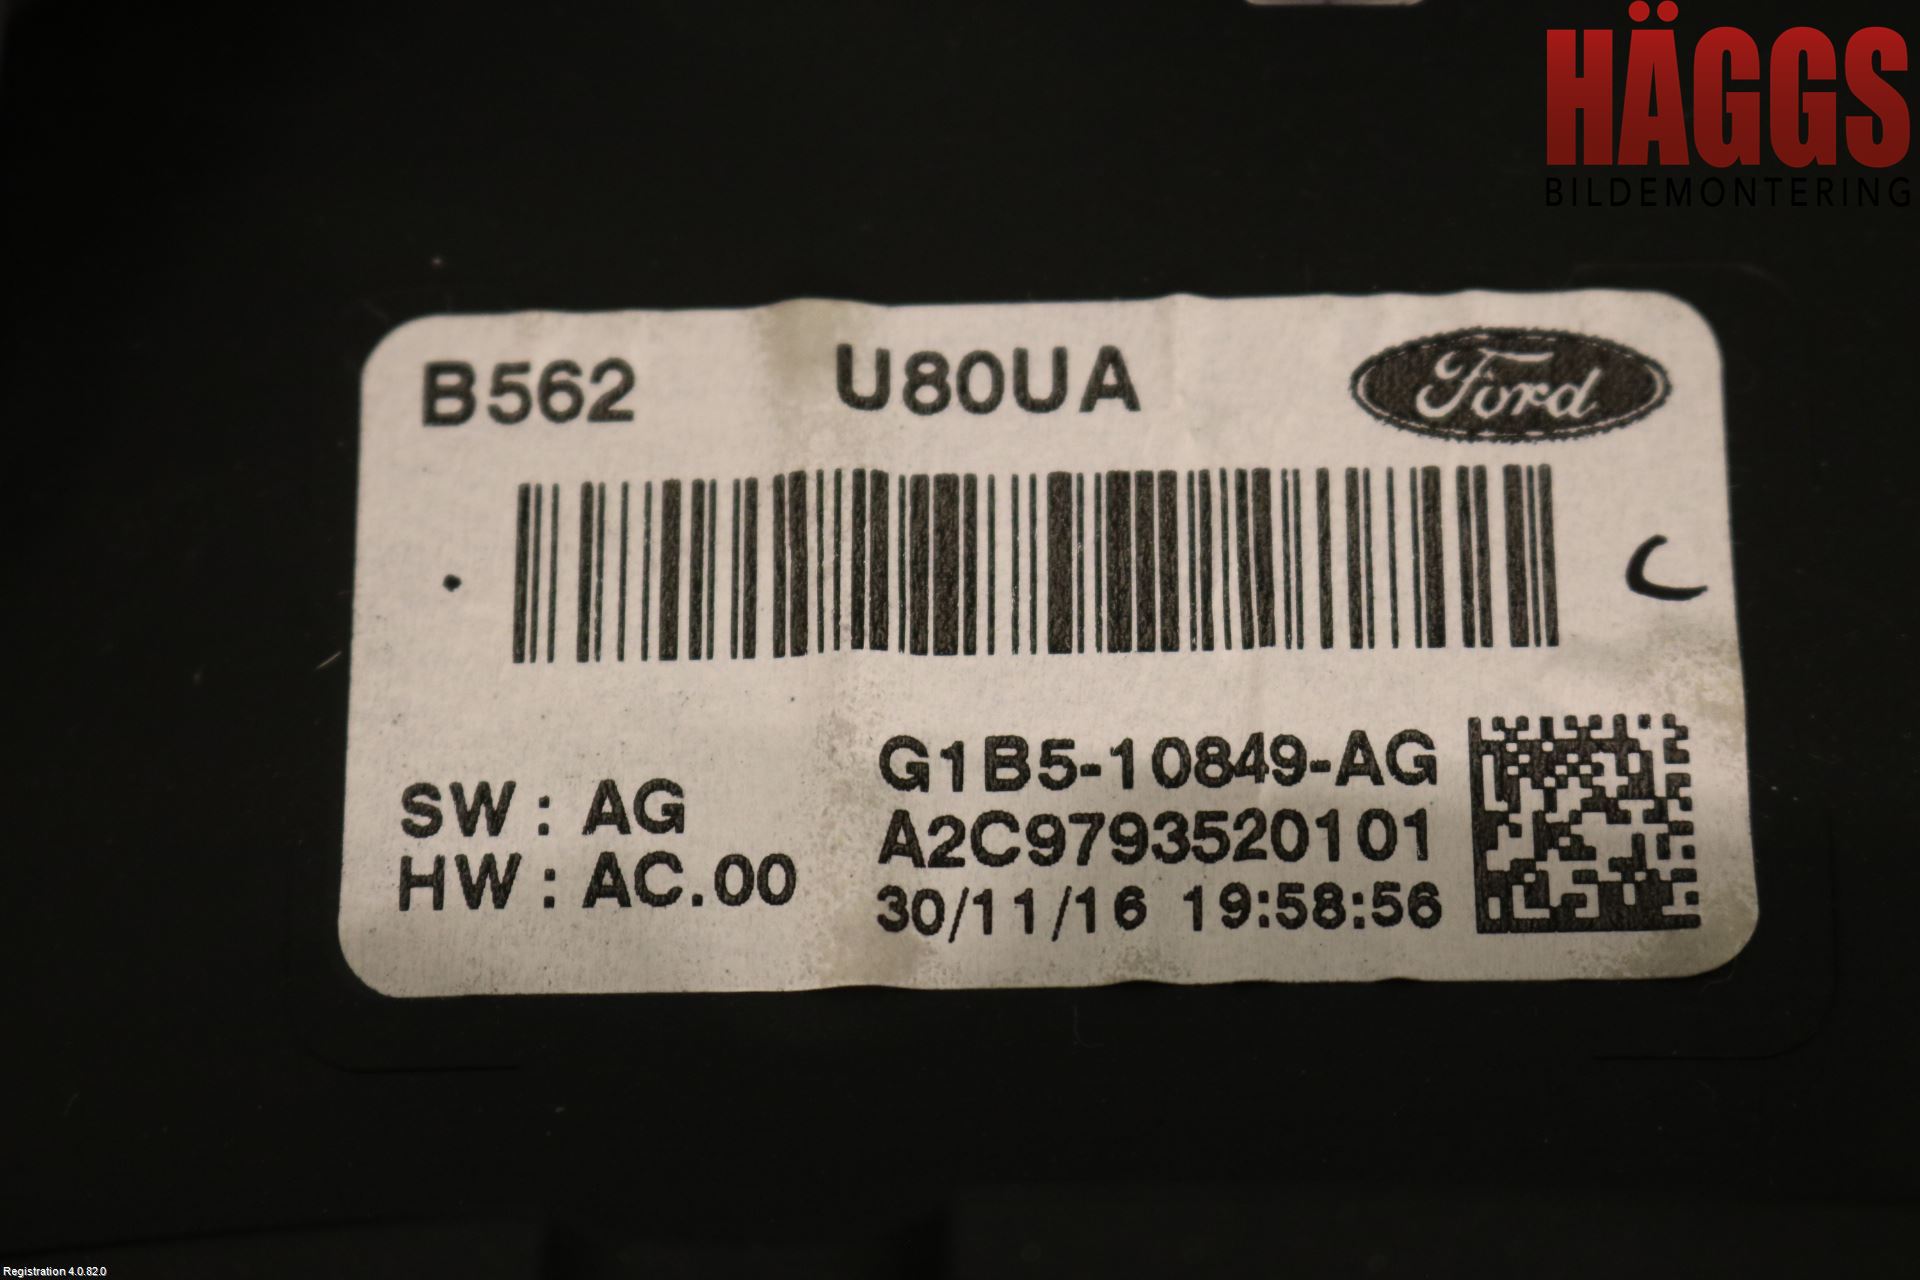 HÄGGS
BILDEMONTERING
B562 U80UA Ford
C
SW: AG
HW: AC.00
G1B5-10849-AG
A2C9793520101
30/11/16 19:58:56
Registration 4.0.82.0